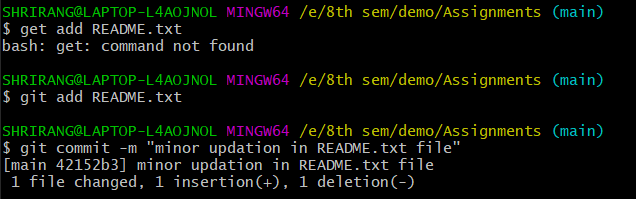 SHRIRANG@LAPTOP-L4AOJNOL MINGW64 /e/8th sem/demo/Assignments (main)
$ get add README.txt
bash: get: command not found
SHRIRANG@LAPTOP-L4AOJNOL MINGW64 /e/8th sem/demo/Assignments (main)
$ git add README.txt
SHRIRANG@LAPTOP-L4AOJNOL MINGW64 /e/8th sem/demo/Assignments (main)
$ git commit -m "minor updation in README.txt file"
[main 42152b3] minor updation in README.txt file
1 file changed, 1 insertion(+), 1 deletion(-)